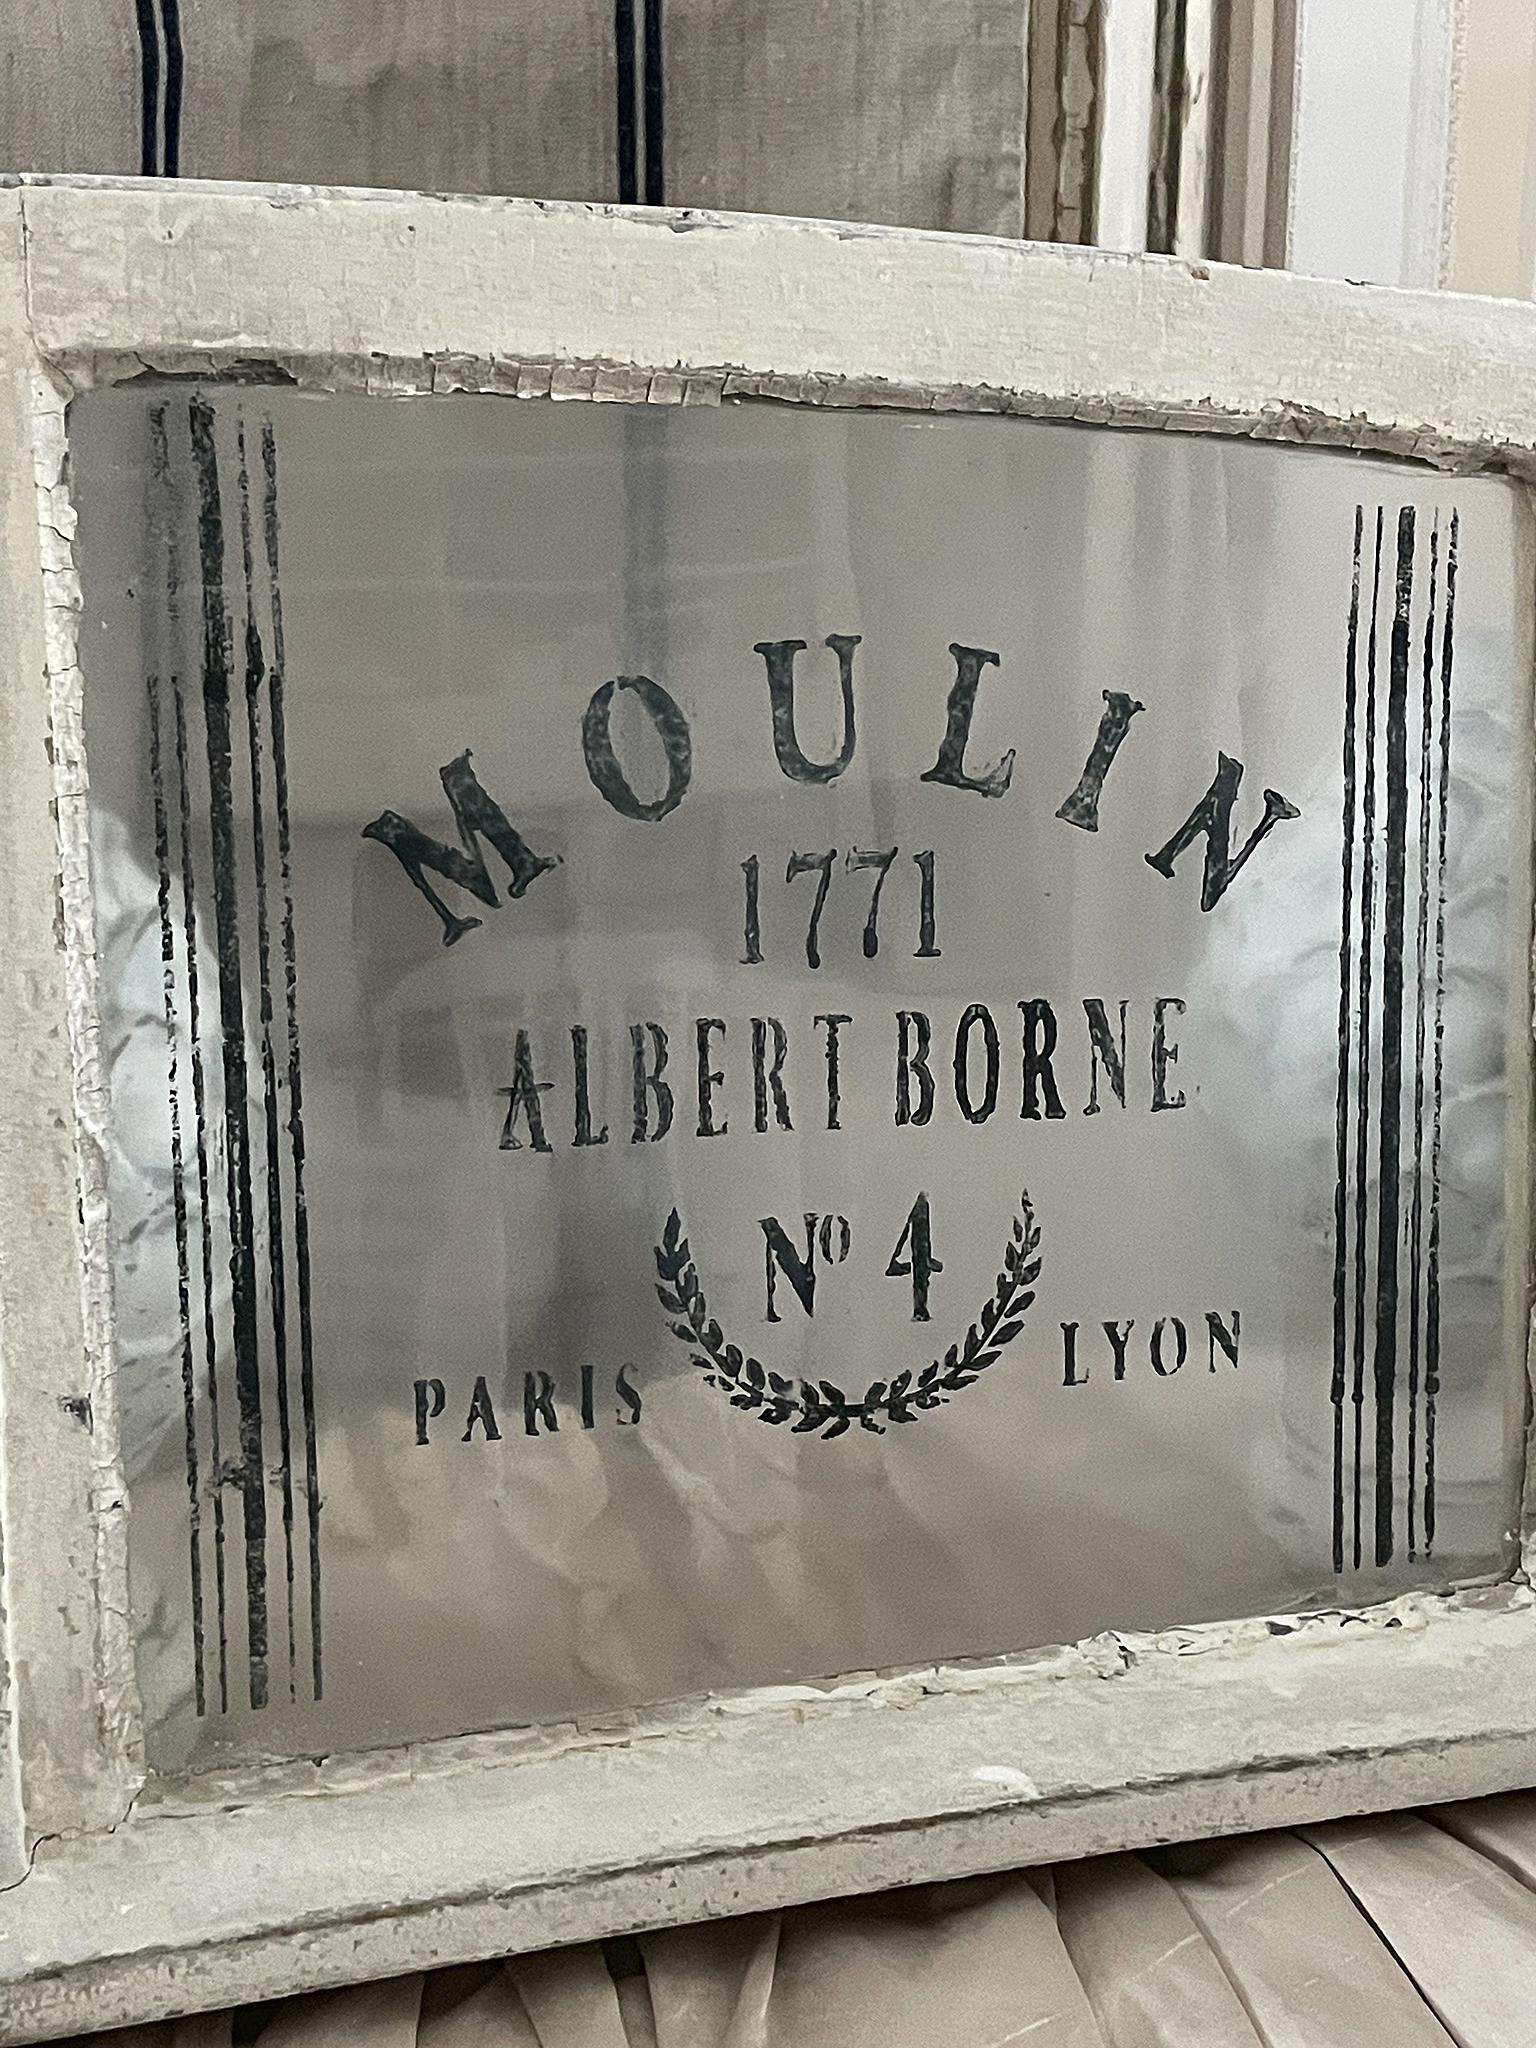 MOULIN
1771
ALBERT BORNE
Nº 4
PARIS LYON